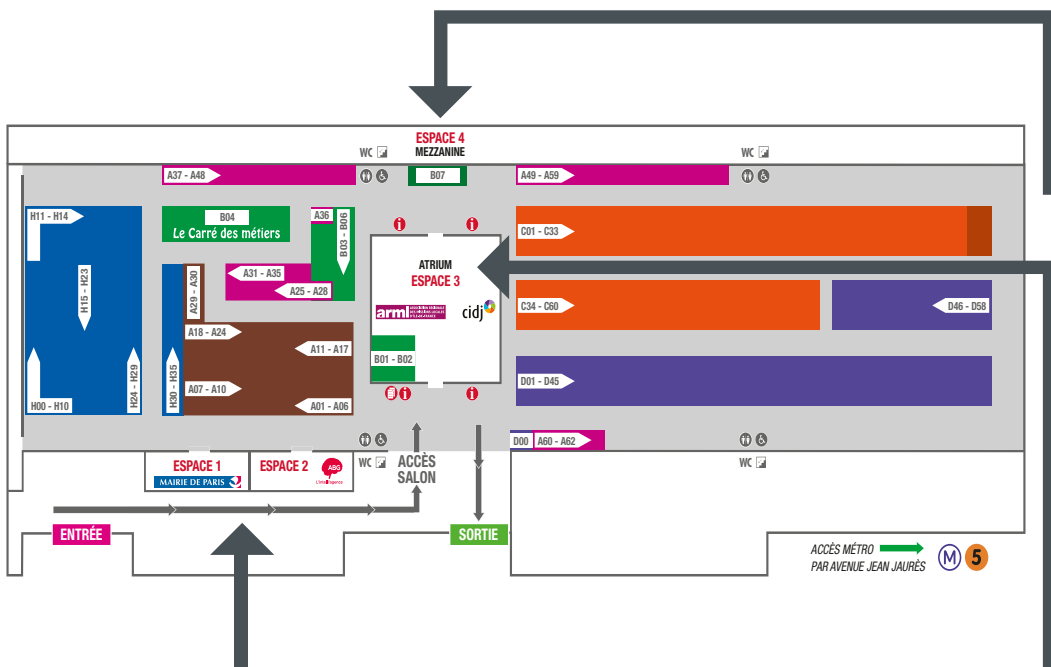 ESPACE 4
MEZZANINE
WC
WC
A37 - A48
B07
A49 - A59
H11 - H14
B04
Le Carré des métiers
A36
B03 - B06
C01 - C33
ATRIUM
ESPACE 3
H15 - H23
A29 - A30
A31 - A35
A25 - A28
arml
cidj
C34 - C60
D46 - D58
A18 - A24
A11 - A17
B01 - B02
H24 - H29
H30 - H35
A07 - A10
D01 - D45
H00 - H10
A01 - A06
D00
A60 - A62
ESPACE 1
MAIRIE DE PARIS
ESPACE 2
ABG
L'intelli'agence
WC
ACCÈS
SALON
WC
ENTRÉE
SORTIE
ACCÈS MÉTRO
PAR AVENUE JEAN JAURÈS
M
5